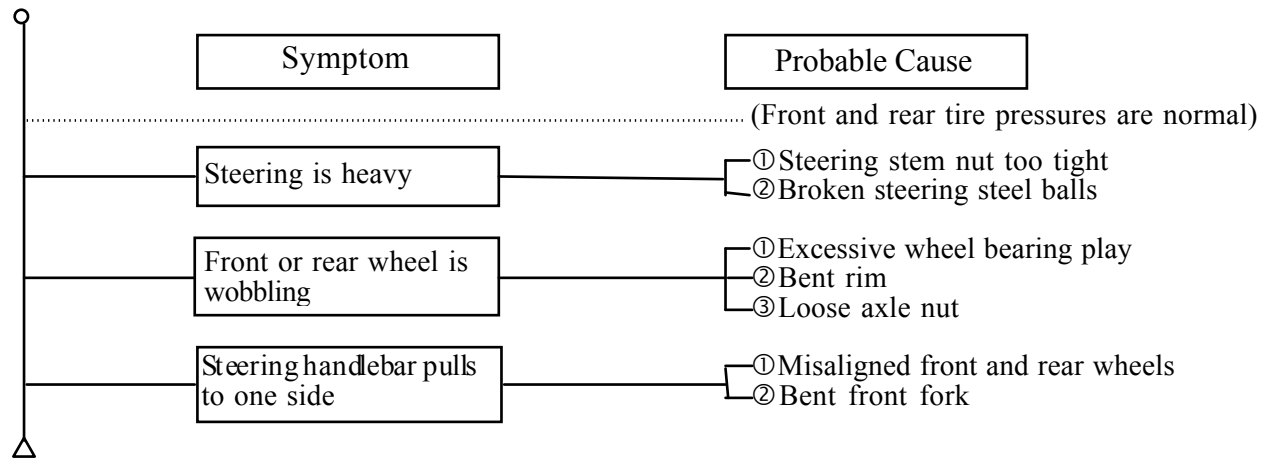 Symptom
Probable Cause
(Front and rear tire pressures are normal)
Steering is heavy
①Steering stem nut too tight
②Broken steering steel balls
Front or rear wheel is
wobbling
①Excessive wheel bearing play
②Bent rim
③Loose axle nut
Steering handlebar pulls
to one side
①Misaligned front and rear wheels
②Bent front fork